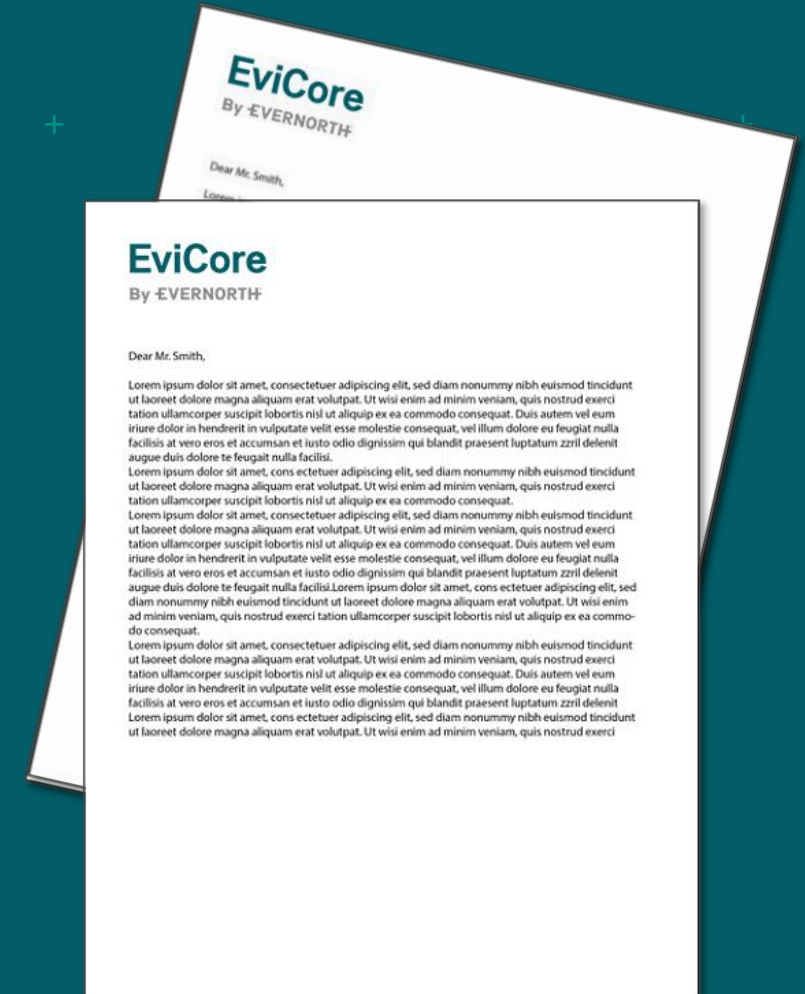 EviCore
By EVERNORTH
Dear Mr. Smith,
Lorem
EviCore
By EVERNORTH
Dear Mr. Smith,
Lorem ipsum dolor sit amet, consectetuer adipiscing elit, sed diam nonummy nibh euismod tincidunt
ut laoreet dolore magna aliquam erat volutpat. Ut wisi enim ad minim veniam, quis nostrud exerci
tation ullamcorper suscipit lobortis nisl ut aliquip ex ea commodo consequat. Duis autem vel eum
iriure dolor in hendrerit in vulputate velit esse molestie consequat, vel illum dolore eu feugiat nulla
facilisis at vero eros et accumsan et iusto odio dignissim qui blandit praesent luptatum zzril delenit
augue duis dolore te feugait nulla facilisi.
Lorem ipsum dolor sit amet, cons ectetuer adipiscing elit, sed diam nonummy nibh euismod tincidunt
ut laoreet dolore magna aliquam erat volutpat. Ut wisi enim ad minim veniam, quis nostrud exerci
tation ullamcorper suscipit lobortis nisl ut aliquip ex ea commodo consequat.
Lorem ipsum dolor sit amet, consectetuer adipiscing elit, sed diam nonummy nibh euismod tincidunt
ut laoreet dolore magna aliquam erat volutpat. Ut wisi enim ad minim veniam, quis nostrud exerci
tation ullamcorper suscipit lobortis nisl ut aliquip ex ea commodo consequat. Duis autem vel eum
iriure dolor in hendrerit in vulputate velit esse molestie consequat, vel illum dolore eu feugiat nulla
facilisis at vero eros et accumsan et iusto odio dignissim qui blandit praesent luptatum zzril delenit
augue duis dolore te feugait nulla facilisi.Lorem ipsum dolor sit amet, cons ectetuer adipiscing elit, sed
diam nonummy nibh euismod tincidunt ut laoreet dolore magna aliquam erat volutpat. Ut wisi enim
ad minim veniam, quis nostrud exerci tation ullamcorper suscipit lobortis nisl ut aliquip ex ea commo-
do consequat.
Lorem ipsum dolor sit amet, consectetuer adipiscing elit, sed diam nonummy nibh euismod tincidunt
ut laoreet dolore magna aliquam erat volutpat. Ut wisi enim ad minim veniam, quis nostrud exerci
tation ullamcorper suscipit lobortis nisl ut aliquip ex ea commodo consequat. Duis autem vel eum
iriure dolor in hendrerit in vulputate velit esse molestie consequat, vel illum dolore eu feugiat nulla
facilisis at vero eros et accumsan et iusto odio dignissim qui blandit praesent luptatum zzril delenit
Lorem ipsum dolor sit amet, cons ectetuer adipiscing elit, sed diam nonummy nibh euismod tincidunt
ut laoreet dolore magna aliquam erat volutpat. Ut wisi enim ad minim veniam, quis nostrud exerci